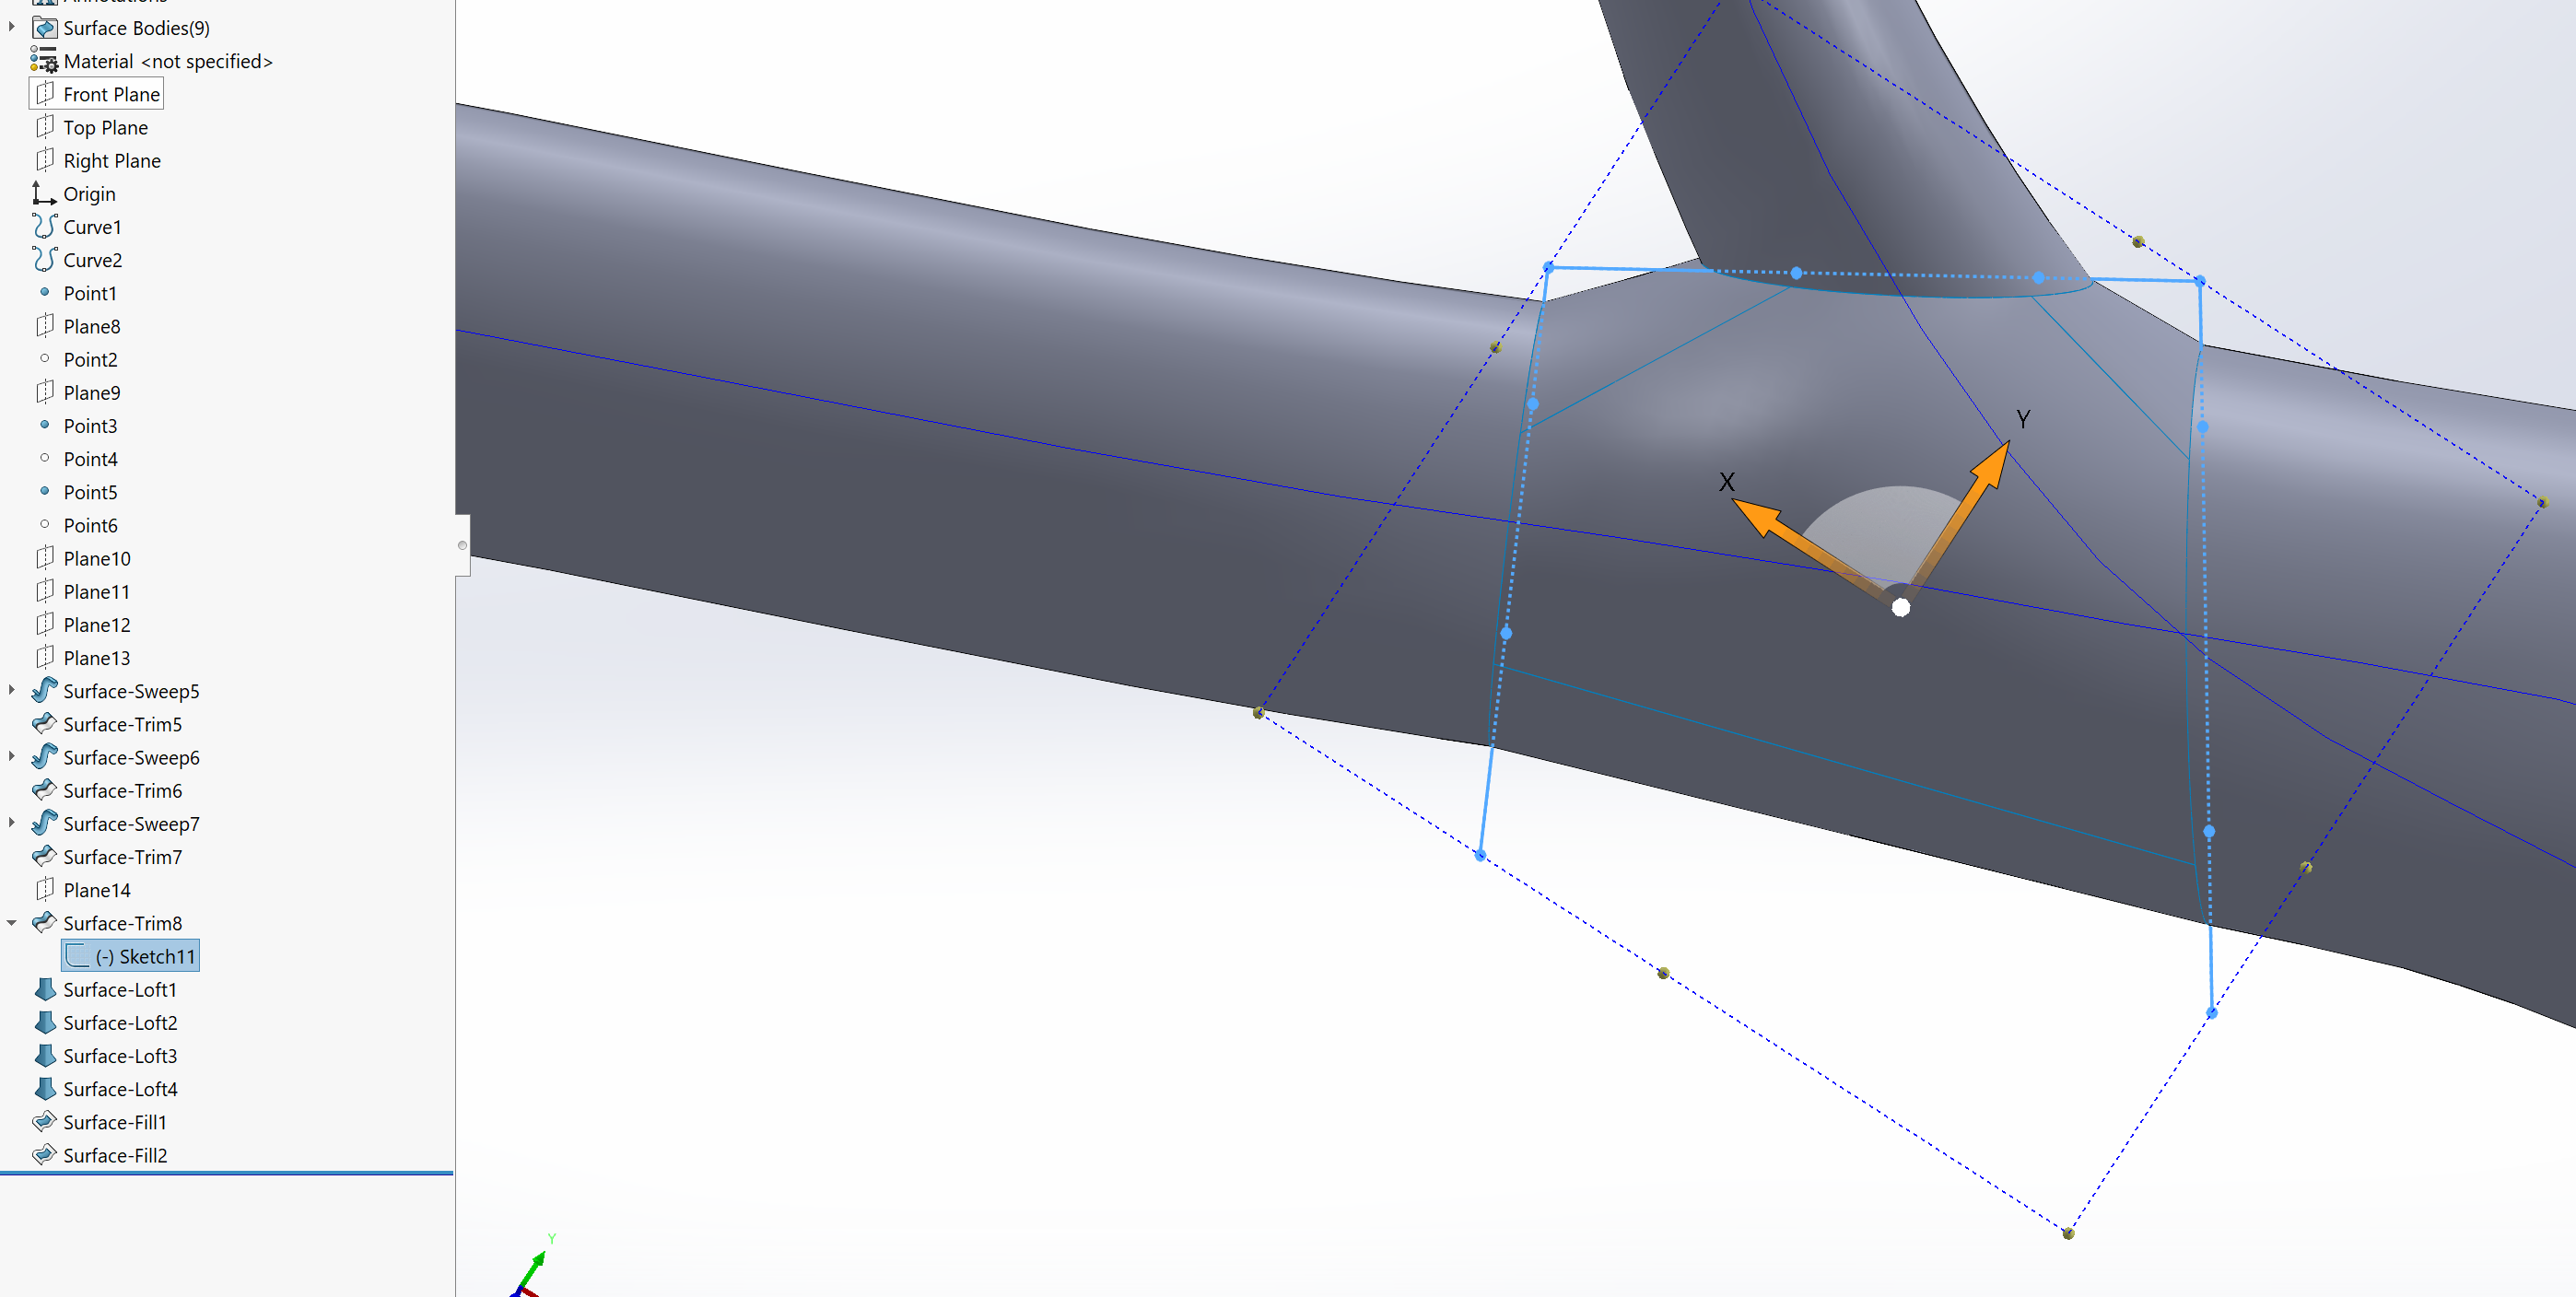 Annotations
Surface Bodies(9)
Material <not specified>
Front Plane
Top Plane
Right Plane
Origin
Curve1
Curve2
Point1
Plane8
Point2
Plane9
Point3
Point4
Point5
Point6
Plane10
Plane11
Plane12
Plane13
Surface-Sweep5
Surface-Trim5
Surface-Sweep6
Surface-Trim6
Surface-Sweep7
Surface-Trim7
Plane14
Surface-Trim8
(-) Sketch11
Surface-Loft1
Surface-Loft2
Surface-Loft3
Surface-Loft4
Surface-Fill1
Surface-Fill2
Y
X
Y